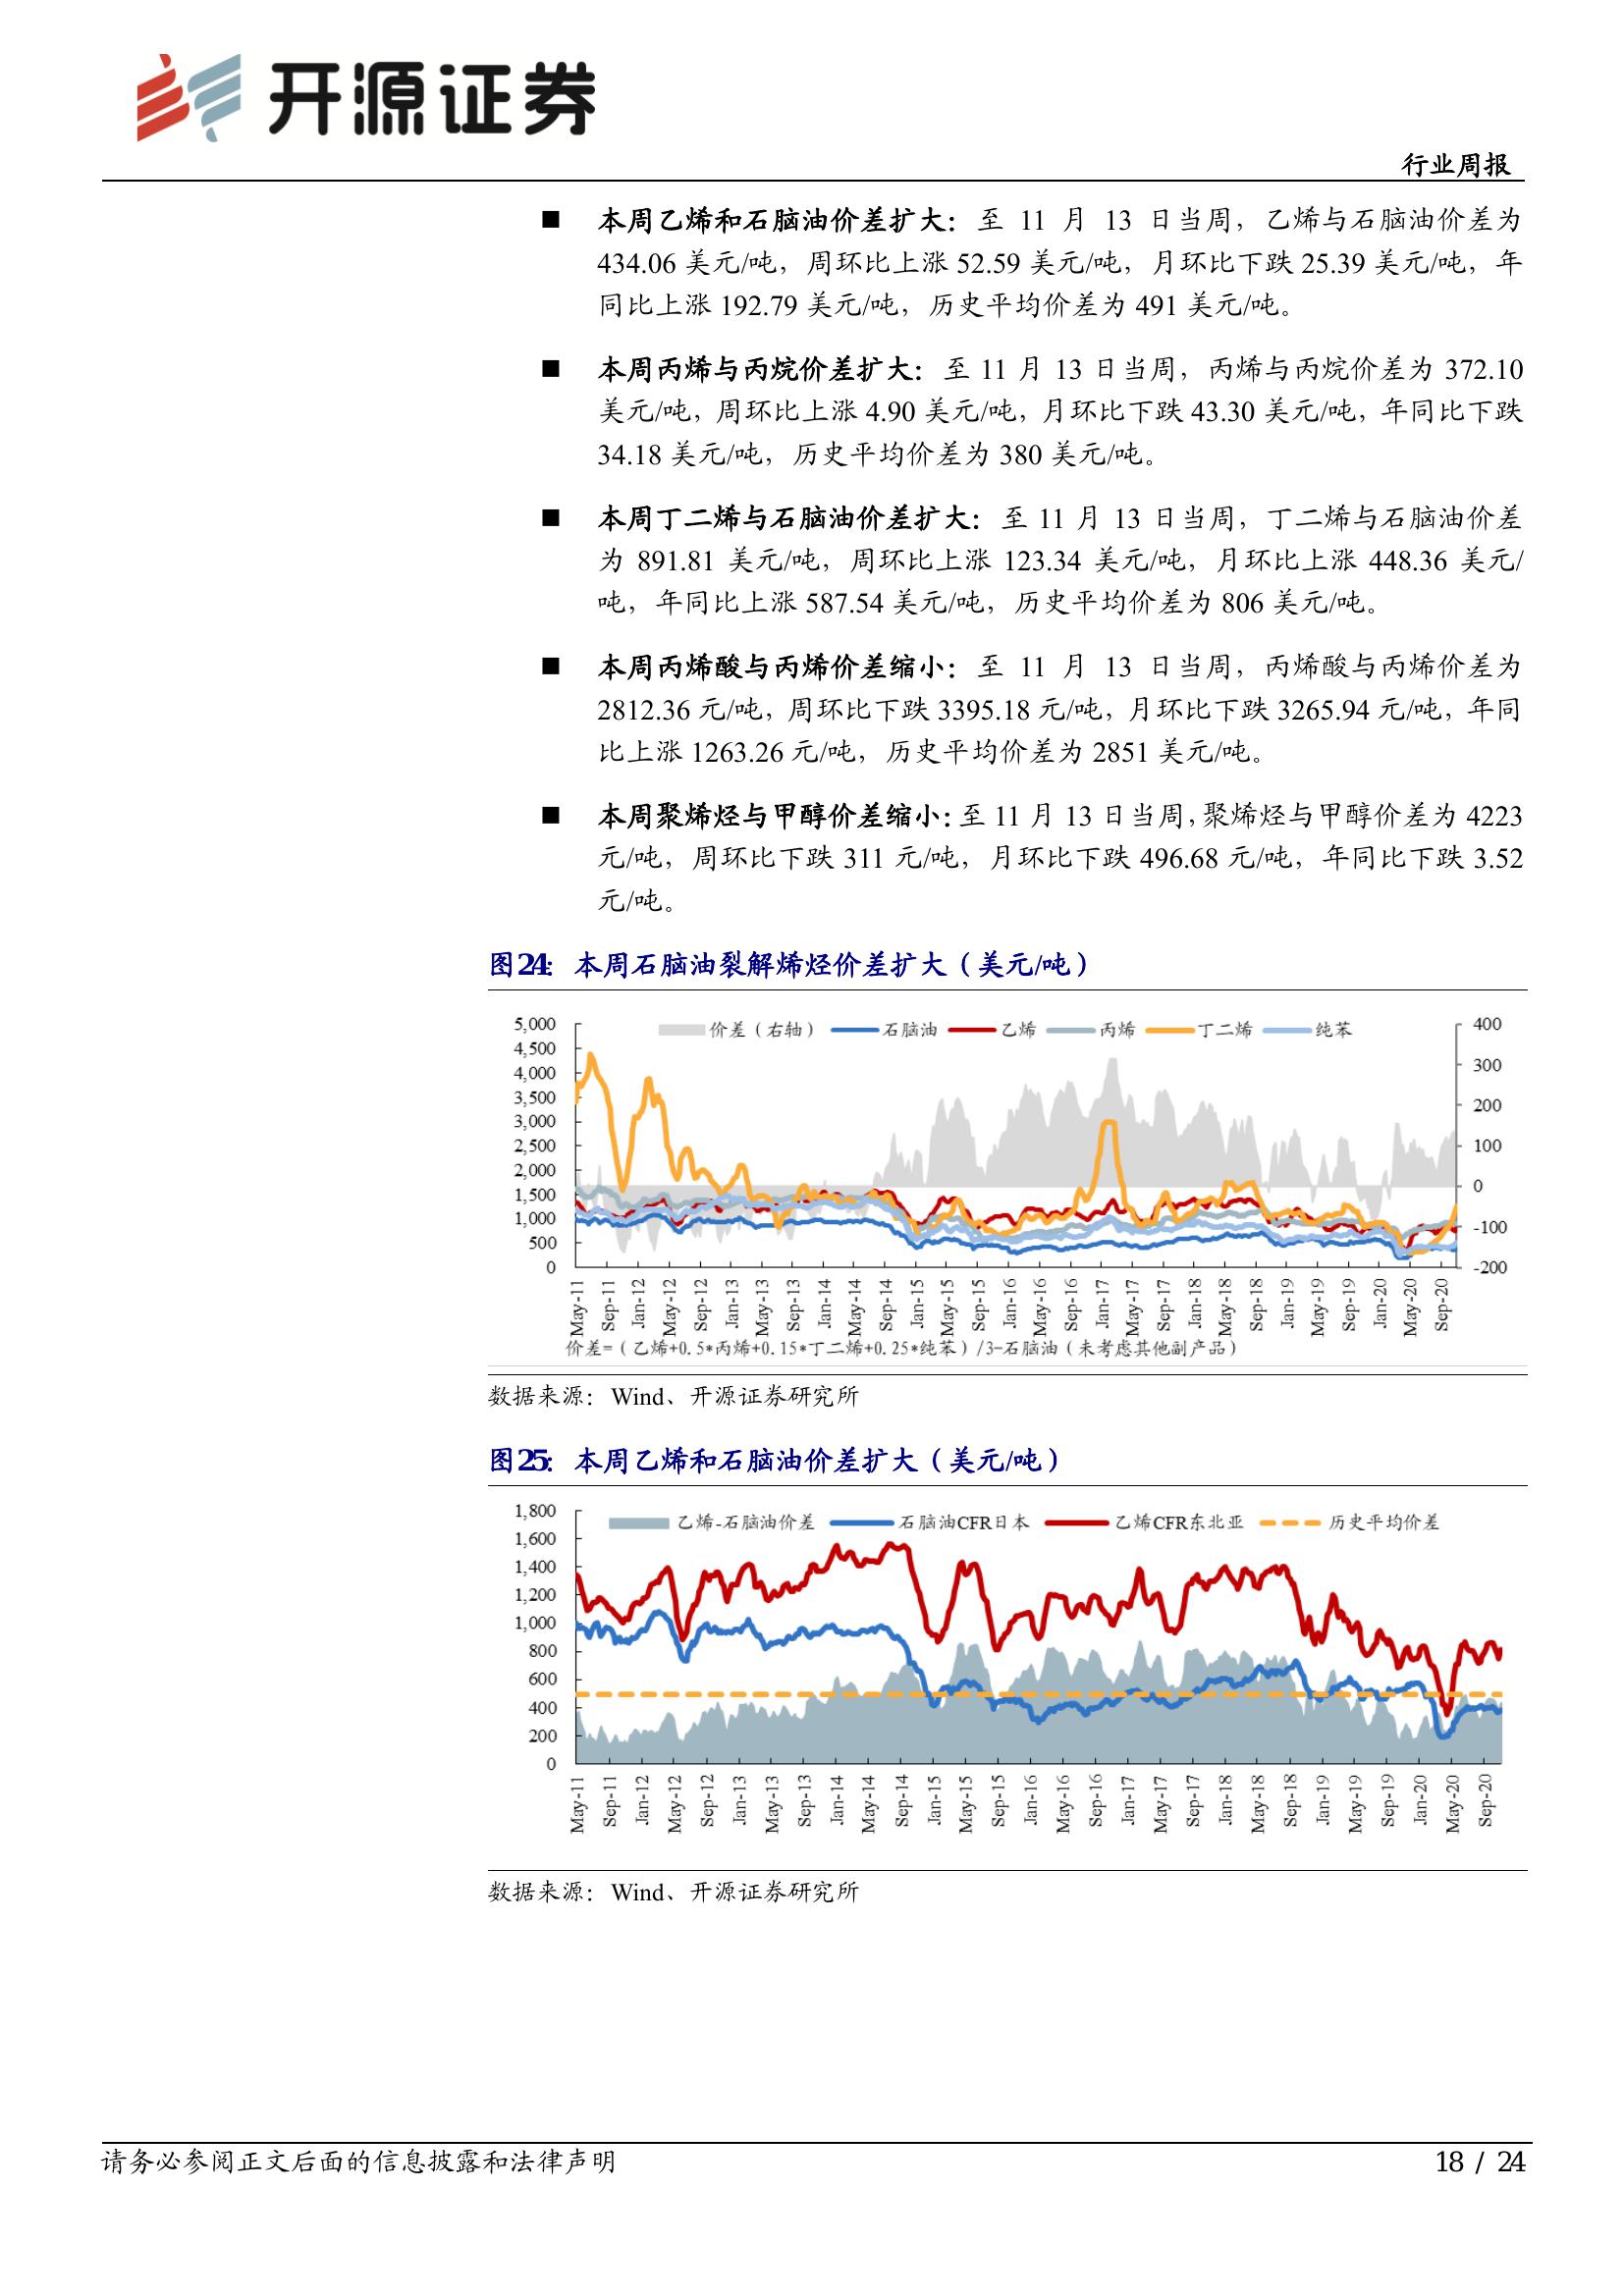 开源证券
行业周报
■ 本周乙烯和石脑油价差扩大：至 11 月 13 日当周，乙烯与石脑油价差为
434.06 美元/吨，周环比上涨 52.59 美元/吨，月环比下跌 25.39 美元/吨，年
同比上涨 192.79 美元/吨，历史平均价差为 491 美元/吨。
■ 本周丙烯与丙烷价差扩大：至 11 月 13 日当周，丙烯与丙烷价差为 372.10
美元/吨，周环比上涨 4.90 美元/吨，月环比下跌 43.30 美元/吨，年同比下跌
34.18 美元/吨，历史平均价差为 380 美元/吨。
■ 本周丁二烯与石脑油价差扩大：至 11 月 13 日当周，丁二烯与石脑油价差
为 891.81 美元/吨，周环比上涨 123.34 美元/吨，月环比上涨 448.36 美元/
吨，年同比上涨 587.54 美元/吨，历史平均价差为 806 美元/吨。
■ 本周丙烯酸与丙烯价差缩小：至 11 月 13 日当周，丙烯酸与丙烯价差为
2812.36 元/吨，周环比下跌 3395.18 元/吨，月环比下跌 3265.94 元/吨，年同
比上涨 1263.26 元/吨，历史平均价差为 2851 美元/吨。
■ 本周聚烯烃与甲醇价差缩小：至 11 月 13 日当周，聚烯烃与甲醇价差为 4223
元/吨，周环比下跌 311 元/吨，月环比下跌 496.68 元/吨，年同比下跌 3.52
元/吨。
图24：本周石脑油裂解烯烃价差扩大（美元/吨）
价差（右轴） 石脑油 乙烯 丙烯 丁二烯 纯苯
5,000
4,500
4,000
3,500
3,000
2,500
2,000
1,500
1,000
500
0
400
300
200
100
0
-100
-200
May-11 Sep-11 Jan-12 May-12 Sep-12 Jan-13 May-13 Sep-13 Jan-14 May-14 Sep-14 Jan-15 May-15 Sep-15 Jan-16 May-16 Sep-16 Jan-17 May-17 Sep-17 Jan-18 May-18 Sep-18 Jan-19 May-19 Sep-19 Jan-20 May-20 Sep-20
价差=（乙烯+0.5*丙烯+0.15*丁二烯+0.25*纯苯）/3-石脑油（未考虑其他副产品）
数据来源：Wind、开源证券研究所
图25：本周乙烯和石脑油价差扩大（美元/吨）
乙烯-石脑油价差 石脑油CFR日本 乙烯CFR东北亚 历史平均价差
1,800
1,600
1,400
1,200
1,000
800
600
400
200
0
May-11 Sep-11 Jan-12 May-12 Sep-12 Jan-13 May-13 Sep-13 Jan-14 May-14 Sep-14 Jan-15 May-15 Sep-15 Jan-16 May-16 Sep-16 Jan-17 May-17 Sep-17 Jan-18 May-18 Sep-18 Jan-19 May-19 Sep-19 Jan-20 May-20 Sep-20
数据来源：Wind、开源证券研究所
请务必参阅正文后面的信息披露和法律声明
18 / 24